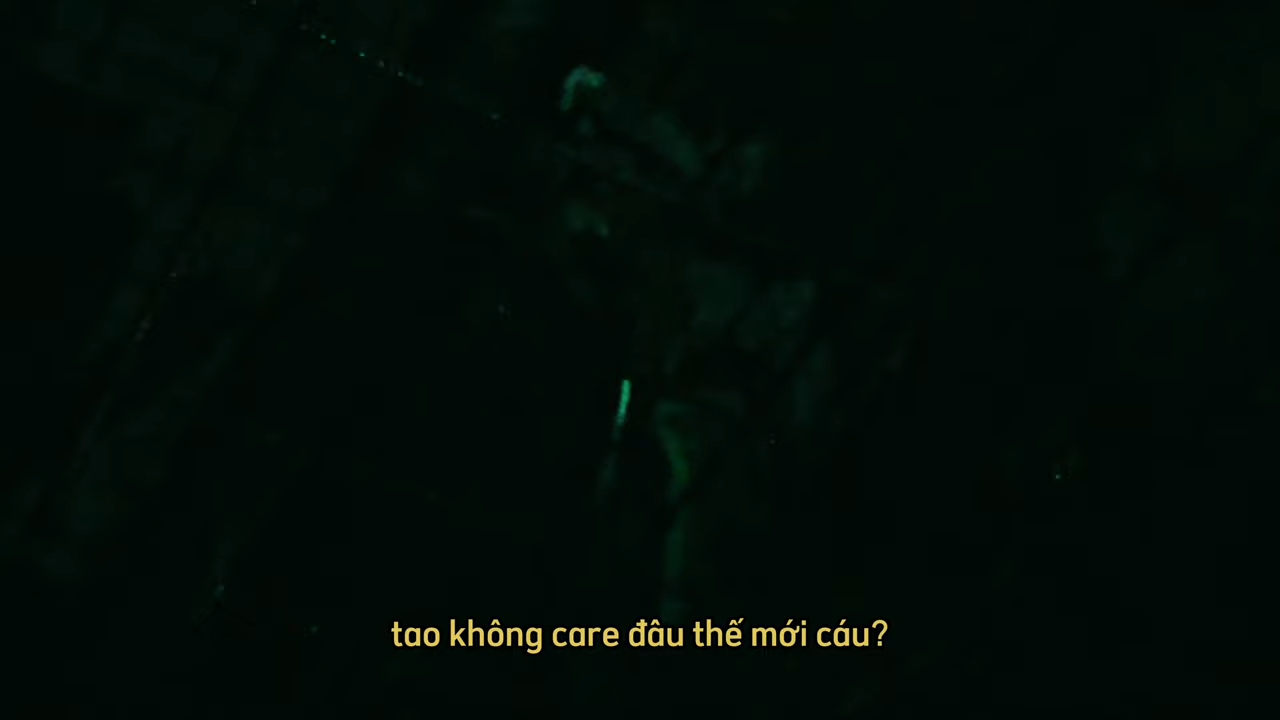 tao không care đâu thế mới cáu?